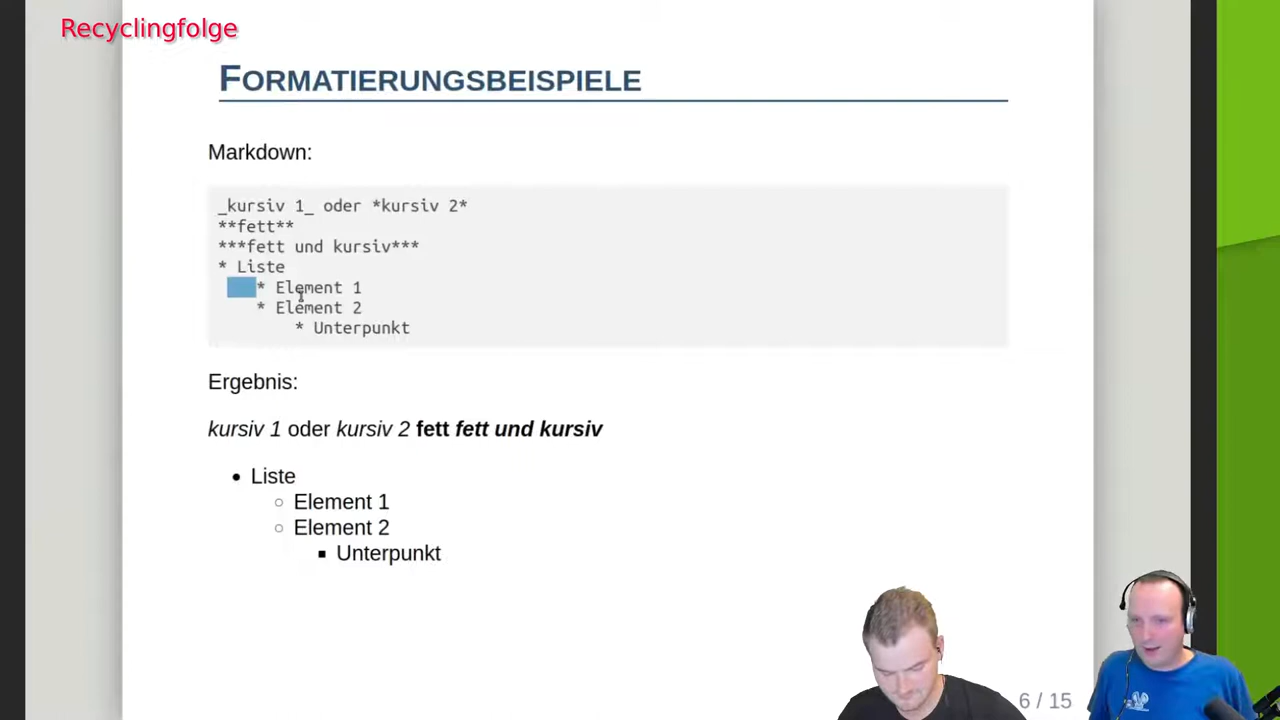 Recyclingfolge
FORMATIERUNGSBEISPIELE
Markdown:
_kursiv 1_ oder *kursiv 2*
**fett**
***fett und kursiv***
* Liste
    * Element 1
    * Element 2
        * Unterpunkt
Ergebnis:
kursiv 1 oder kursiv 2 fett fett und kursiv
• Liste
○ Element 1
○ Element 2
▪ Unterpunkt
6 / 15